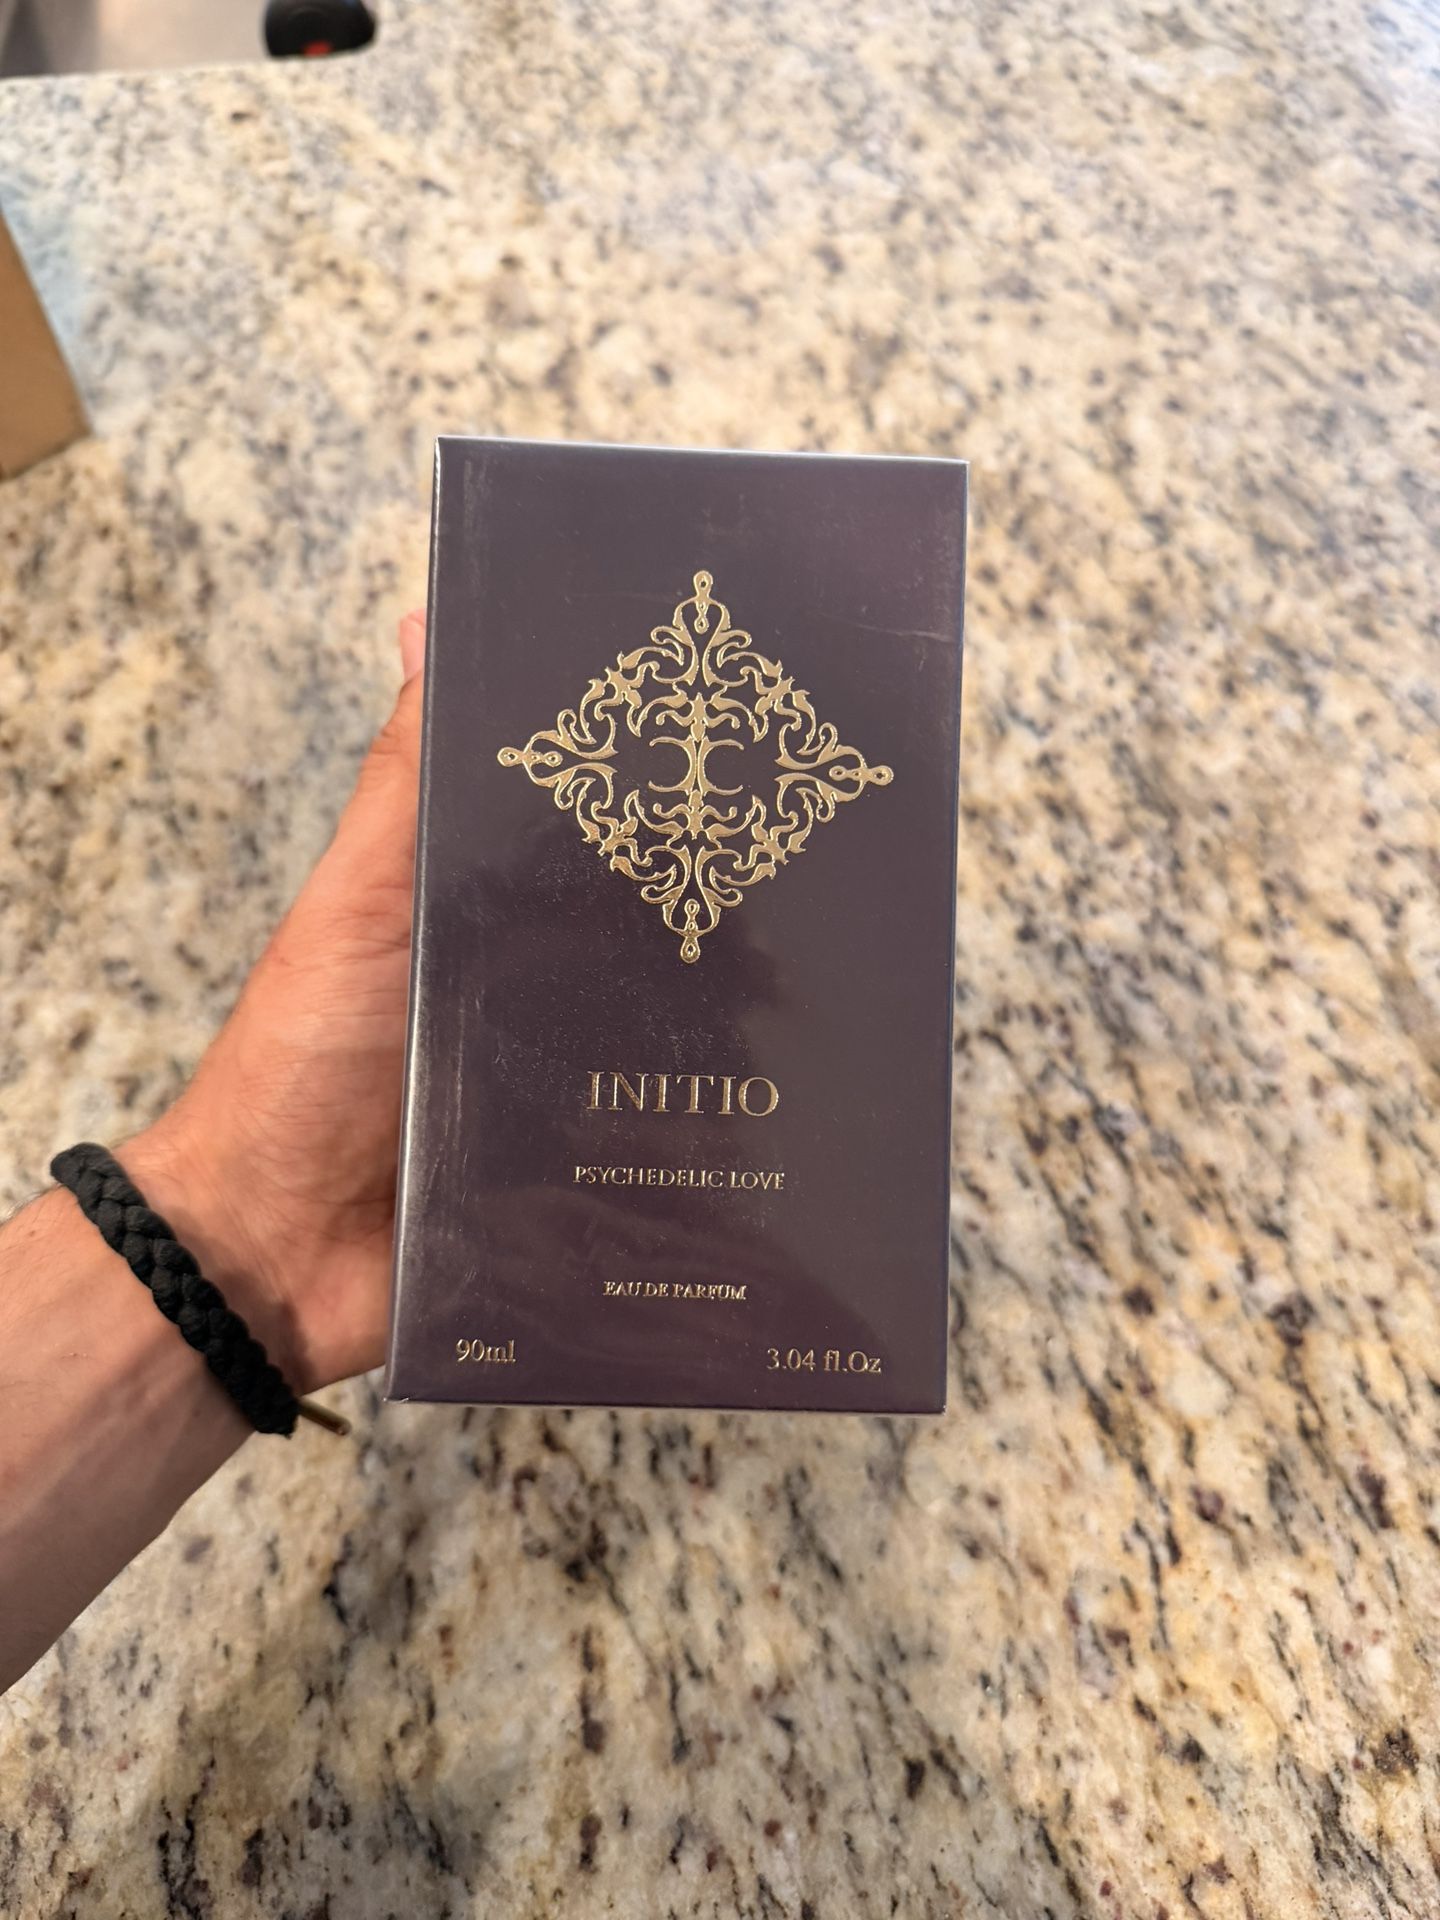 INITIO
PSYCHEDELIC LOVE
EAU DE PARFUM
90ml 3.04 fl.Oz